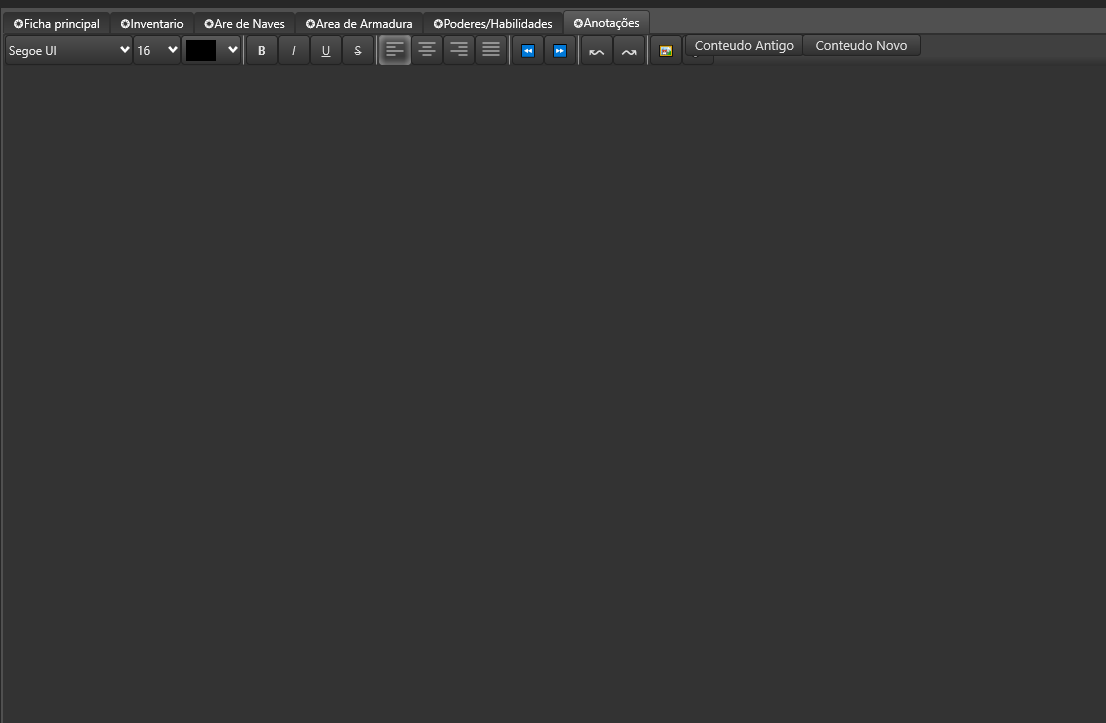 ✪Ficha principal ✪Inventario ✪Are de Naves ✪Area de Armadura ✪Poderes/Habilidades ✪Anotações
Segoe UI 16 B I U S Conteudo Antigo Conteudo Novo